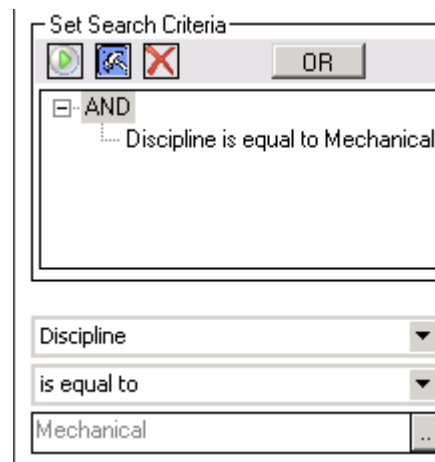 Set Search Criteria
OR
AND
Discipline is equal to Mechanical
Discipline
is equal to
Mechanical
..